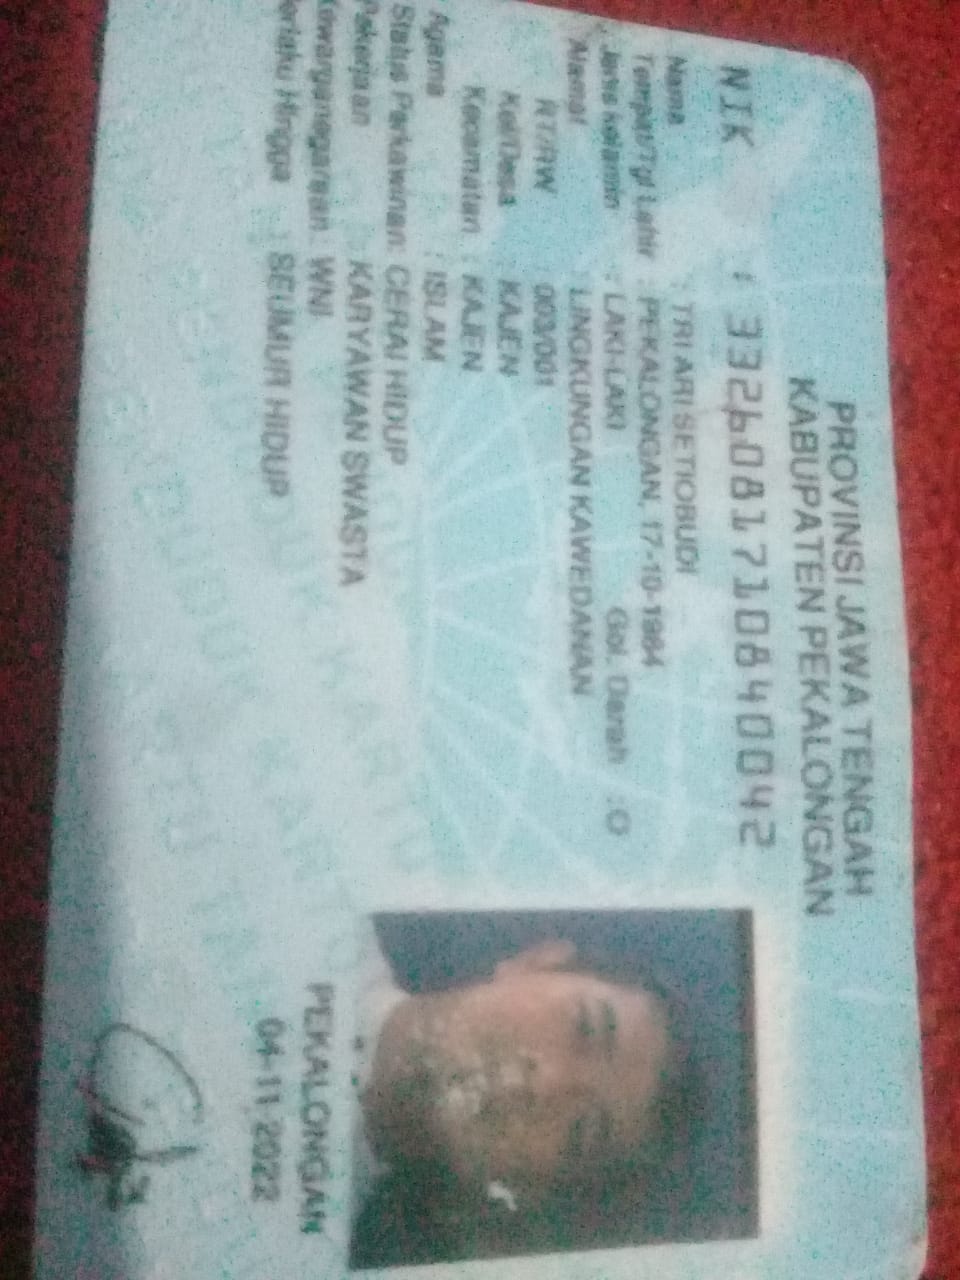 PROVINSI JAWA TENGAH
KABUPATEN PEKALONGAN
NIK : 3326081710840042
Nama : TRI ARI SETIOBUDI
Tempat/Tgl Lahir : PEKALONGAN, 17-10-1984
Jenis kelamin : LAKI-LAKI Gol. Darah : O
Alamat : LINGKUNGAN KAWEDANAN
RT/RW : 003/001
Kel/Desa : KAJEN
Kecamatan : KAJEN
Agama : ISLAM
Status Perkawinan: CERAI HIDUP
Pekerjaan : KARYAWAN SWASTA
Kewarganegaraan: WNI
Berlaku Hingga : SEUMUR HIDUP
PEKALONGAN
04-11-2022